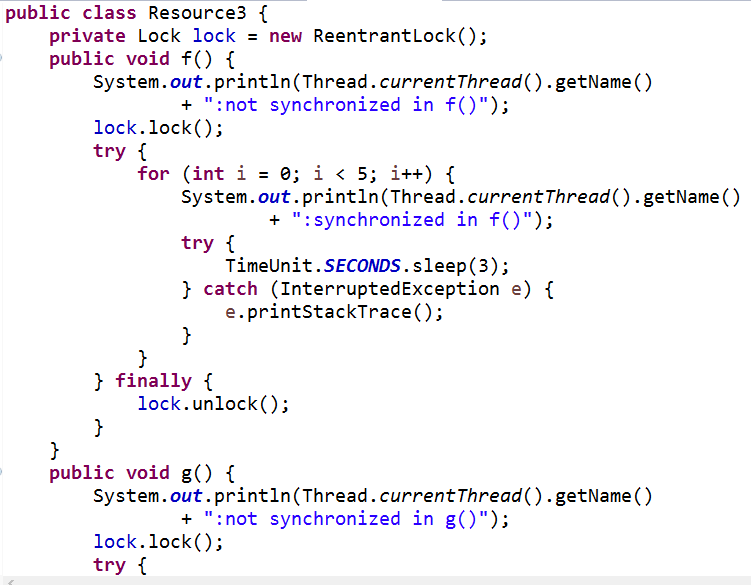 public class Resource3 {
    private Lock lock = new ReentrantLock();
    public void f() {
        System.out.println(Thread.currentThread().getName()
                + ":not synchronized in f()");
        lock.lock();
        try {
            for (int i = 0; i < 5; i++) {
                System.out.println(Thread.currentThread().getName()
                        + ":synchronized in f()");
                try {
                    TimeUnit.SECONDS.sleep(3);
                } catch (InterruptedException e) {
                    e.printStackTrace();
                }
            }
        } finally {
            lock.unlock();
        }
    }
    public void g() {
        System.out.println(Thread.currentThread().getName()
                + ":not synchronized in g()");
        lock.lock();
        try {